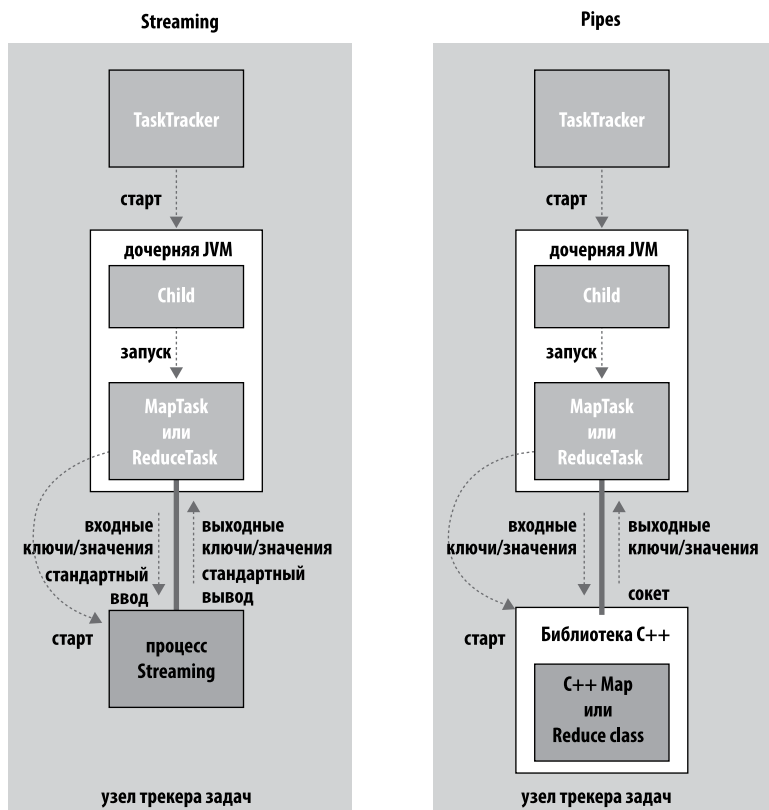 Streaming
TaskTracker
старт
дочерняя JVM
Child
запуск
MapTask
или
ReduceTask
входные
ключи/значения
стандартный
ввод
выходные
ключи/значения
стандартный
вывод
старт
процесс
Streaming
узел трекера задач
Pipes
TaskTracker
старт
дочерняя JVM
Child
запуск
MapTask
или
ReduceTask
входные
ключи/значения
выходные
ключи/значения
сокет
старт
Библиотека C++
C++ Map
или
Reduce class
узел трекера задач